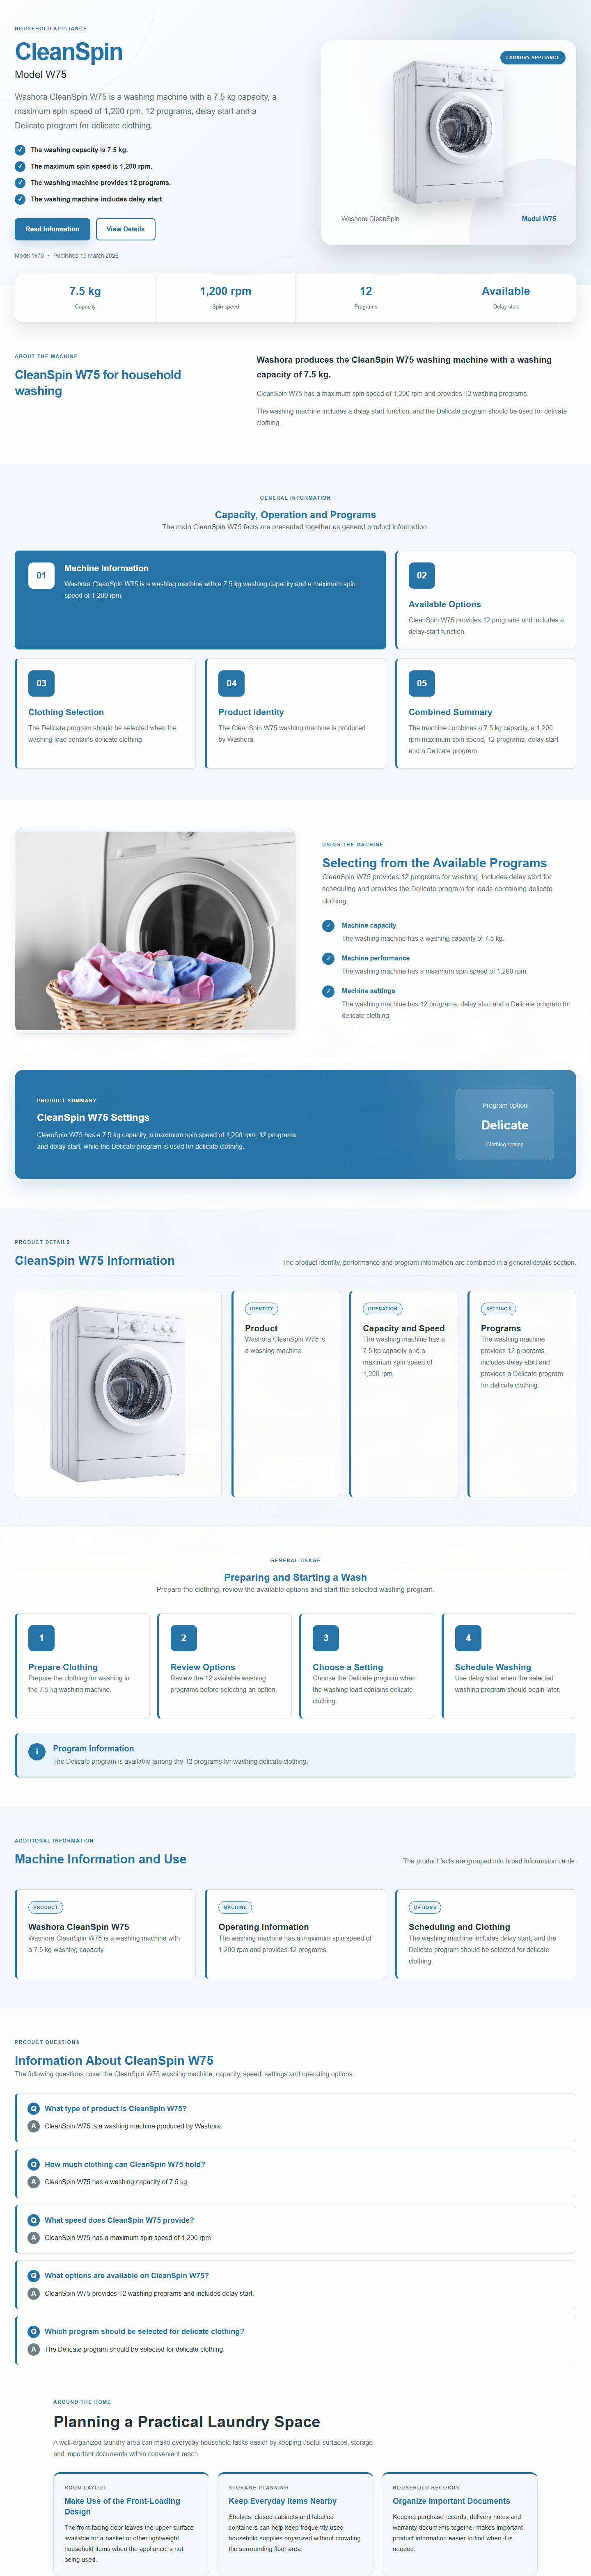 HOUSEHOLD APPLIANCE
CleanSpin
Model W75
Washora CleanSpin W75 is a washing machine with a 7.5 kg capacity, a
maximum spin speed of 1,200 rpm, 12 programs, delay start and a
Delicate program for delicate clothing.
✓ The washing capacity is 7.5 kg.
✓ The maximum spin speed is 1,200 rpm.
✓ The washing machine provides 12 programs.
✓ The washing machine includes delay start.
Read Information
View Details
Model W75 • Published 15 March 2026
LAUNDRY APPLIANCE
Washora CleanSpin
Model W75
7.5 kg
Capacity
1,200 rpm
Spin speed
12
Programs
Available
Delay start
ABOUT THE MACHINE
CleanSpin W75 for household
washing
Washora produces the CleanSpin W75 washing machine with a washing
capacity of 7.5 kg.
CleanSpin W75 has a maximum spin speed of 1,200 rpm and provides 12 washing programs.
The washing machine includes a delay-start function, and the Delicate program should be used for delicate
clothing.
GENERAL INFORMATION
Capacity, Operation and Programs
The main CleanSpin W75 facts are presented together as general product information.
01
Machine Information
Washora CleanSpin W75 is a washing machine with a 7.5 kg washing capacity and a maximum spin
speed of 1,200 rpm.
02
Available Options
CleanSpin W75 provides 12 programs and includes a
delay-start function.
03
Clothing Selection
The Delicate program should be selected when the
washing load contains delicate clothing.
04
Product Identity
The CleanSpin W75 washing machine is produced
by Washora.
05
Combined Summary
The machine combines a 7.5 kg capacity, a 1,200
rpm maximum spin speed, 12 programs, delay start
and a Delicate program.
USING THE MACHINE
Selecting from the Available Programs
CleanSpin W75 provides 12 programs for washing, includes delay start for
scheduling and provides the Delicate program for loads containing delicate
clothing.
✓ Machine capacity
The washing machine has a washing capacity of 7.5 kg.
✓ Machine performance
The washing machine has a maximum spin speed of 1,200 rpm.
✓ Machine settings
The washing machine has 12 programs, delay start and a Delicate program for
delicate clothing.
PRODUCT SUMMARY
CleanSpin W75 Settings
CleanSpin W75 has a 7.5 kg capacity, a maximum spin speed of 1,200 rpm, 12 programs
and delay start, while the Delicate program is used for delicate clothing.
Program option
Delicate
Clothing setting
PRODUCT DETAILS
CleanSpin W75 Information
The product identity, performance and program information are combined in a general details section.
IDENTITY
Product
Washora CleanSpin W75 is
a washing machine.
OPERATION
Capacity and Speed
The washing machine has a
7.5 kg capacity and a
maximum spin speed of
1,200 rpm.
SETTINGS
Programs
The washing machine
provides 12 programs,
includes delay start and
provides a Delicate program
for delicate clothing.
GENERAL USAGE
Preparing and Starting a Wash
Prepare the clothing, review the available options and start the selected washing program.
1
Prepare Clothing
Prepare the clothing for washing in
the 7.5 kg washing machine.
2
Review Options
Review the 12 available washing
programs before selecting an option.
3
Choose a Setting
Choose the Delicate program when
the washing load contains delicate
clothing.
4
Schedule Washing
Use delay start when the selected
washing program should begin later.
i
Program Information
The Delicate program is available among the 12 programs for washing delicate clothing.
ADDITIONAL INFORMATION
Machine Information and Use
The product facts are grouped into broad information cards.
PRODUCT
Washora CleanSpin W75
Washora CleanSpin W75 is a washing machine with
a 7.5 kg washing capacity.
MACHINE
Operating Information
The washing machine has a maximum spin speed of
1,200 rpm and provides 12 programs.
OPTIONS
Scheduling and Clothing
The washing machine includes delay start, and the
Delicate program should be selected for delicate
clothing.
PRODUCT QUESTIONS
Information About CleanSpin W75
The following questions cover the CleanSpin W75 washing machine, capacity, speed, settings and operating options.
Q What type of product is CleanSpin W75?
A CleanSpin W75 is a washing machine produced by Washora.
Q How much clothing can CleanSpin W75 hold?
A CleanSpin W75 has a washing capacity of 7.5 kg.
Q What speed does CleanSpin W75 provide?
A CleanSpin W75 has a maximum spin speed of 1,200 rpm.
Q What options are available on CleanSpin W75?
A CleanSpin W75 provides 12 washing programs and includes delay start.
Q Which program should be selected for delicate clothing?
A The Delicate program should be selected for delicate clothing.
AROUND THE HOME
Planning a Practical Laundry Space
A well-organized laundry area can make everyday household tasks easier by keeping useful surfaces, storage
and important documents within convenient reach.
ROOM LAYOUT
Make Use of the Front-Loading
Design
The front-facing door leaves the upper surface
available for a basket or other lightweight
household items when the appliance is not
being used.
STORAGE PLANNING
Keep Everyday Items Nearby
Shelves, closed cabinets and labelled
containers can help keep frequently used
household supplies organized without crowding
the surrounding floor area.
HOUSEHOLD RECORDS
Organize Important Documents
Keeping purchase records, delivery notes and
warranty documents together makes important
product information easier to find when it is
needed.